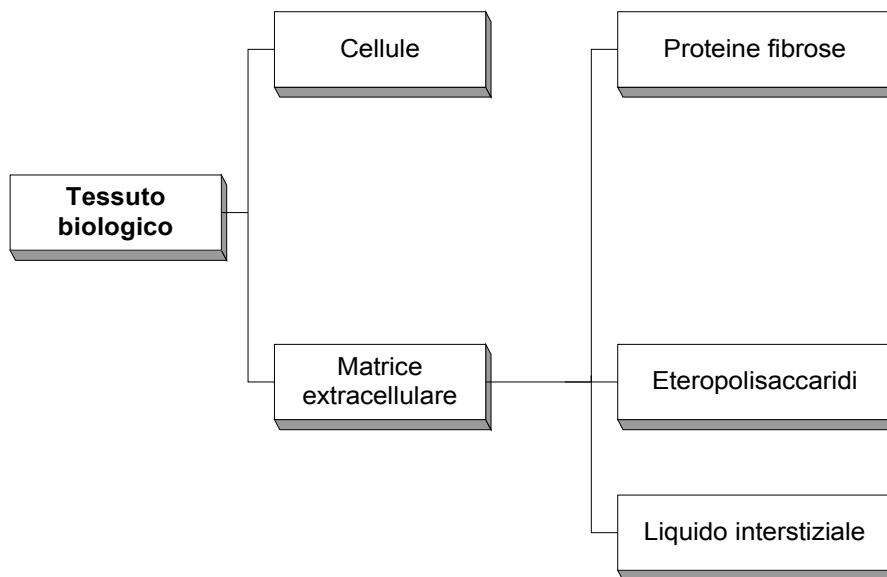 Cellule
Proteine fibrose
Tessuto
biologico
Matrice
extracellulare
Eteropolisaccaridi
Liquido interstiziale